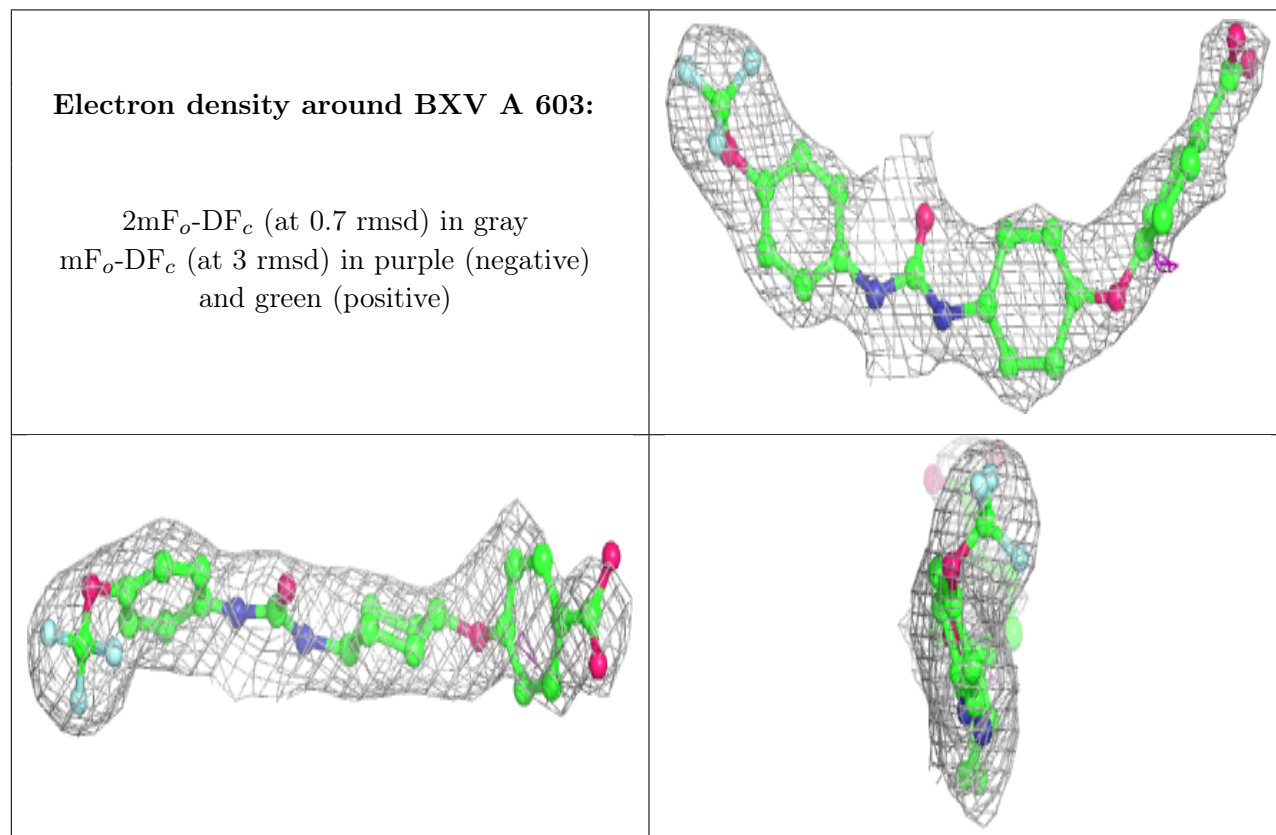 Electron density around BXV A 603:
2mFo-DFc (at 0.7 rmsd) in gray
mFo-DFc (at 3 rmsd) in purple (negative)
and green (positive)